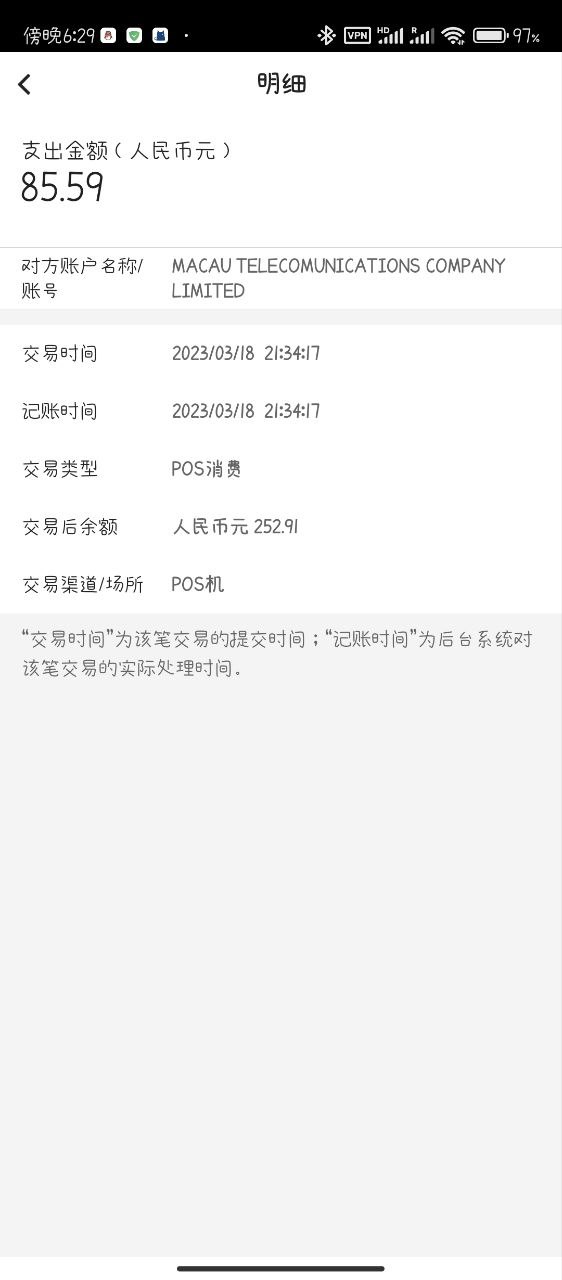 傍晚6:29 VPN HD R 97%
明细
支出金额（人民币元）
85.59
对方账户名称/ MACAU TELECOMUNICATIONS COMPANY
账号 LIMITED
交易时间 2023/03/18 21:34:17
记账时间 2023/03/18 21:34:17
交易类型 POS消费
交易后余额 人民币元 252.91
交易渠道/场所 POS机
“交易时间”为该笔交易的提交时间；“记账时间”为后台系统对
该笔交易的实际处理时间。